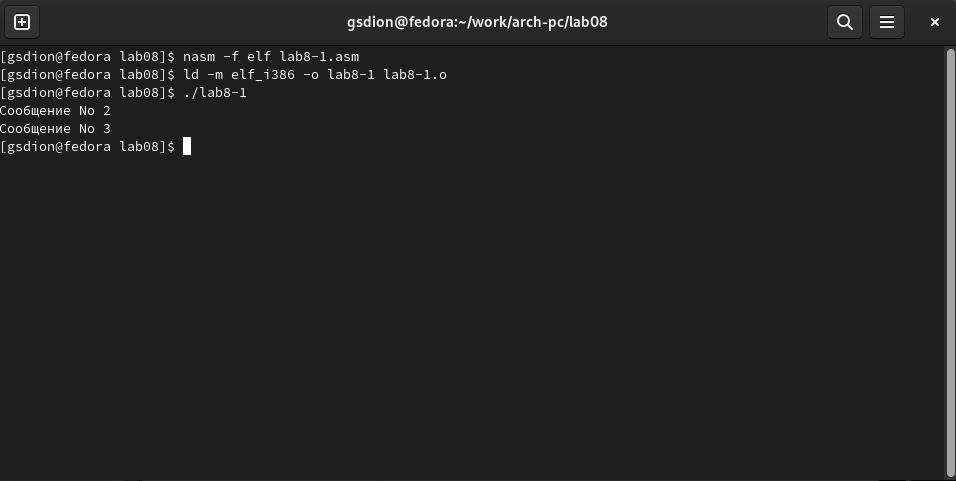 gsdion@fedora:~/work/arch-pc/lab08
[gsdion@fedora lab08]$ nasm -f elf lab8-1.asm
[gsdion@fedora lab08]$ ld -m elf_i386 -o lab8-1 lab8-1.o
[gsdion@fedora lab08]$ ./lab8-1
Сообщение No 2
Сообщение No 3
[gsdion@fedora lab08]$